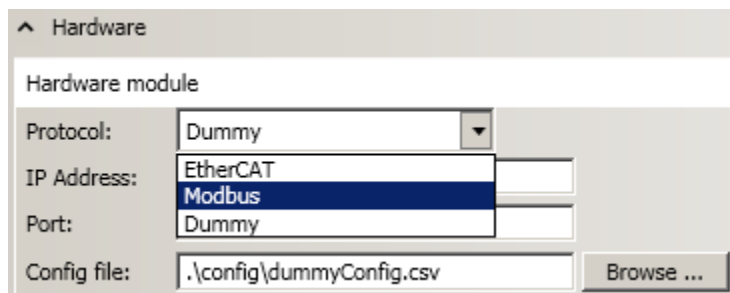 Hardware
Hardware module
Protocol: Dummy
EtherCAT
IP Address:
Modbus
Port: Dummy
Config file: .\config\dummyConfig.csv Browse ...